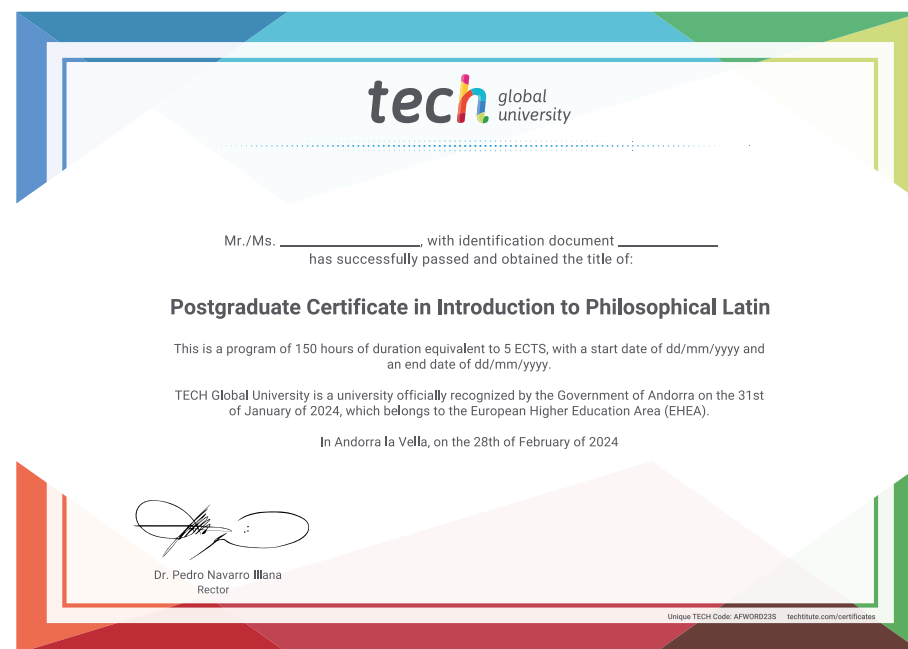 tech global university
Mr./Ms. ____________________, with identification document ______________
has successfully passed and obtained the title of:
Postgraduate Certificate in Introduction to Philosophical Latin
This is a program of 150 hours of duration equivalent to 5 ECTS, with a start date of dd/mm/yyyy and
an end date of dd/mm/yyyy.
TECH Global University is a university officially recognized by the Government of Andorra on the 31st
of January of 2024, which belongs to the European Higher Education Area (EHEA).
In Andorra la Vella, on the 28th of February of 2024
Dr. Pedro Navarro Illana
Rector
Unique TECH Code: AFWORD23S techtitute.com/certificates